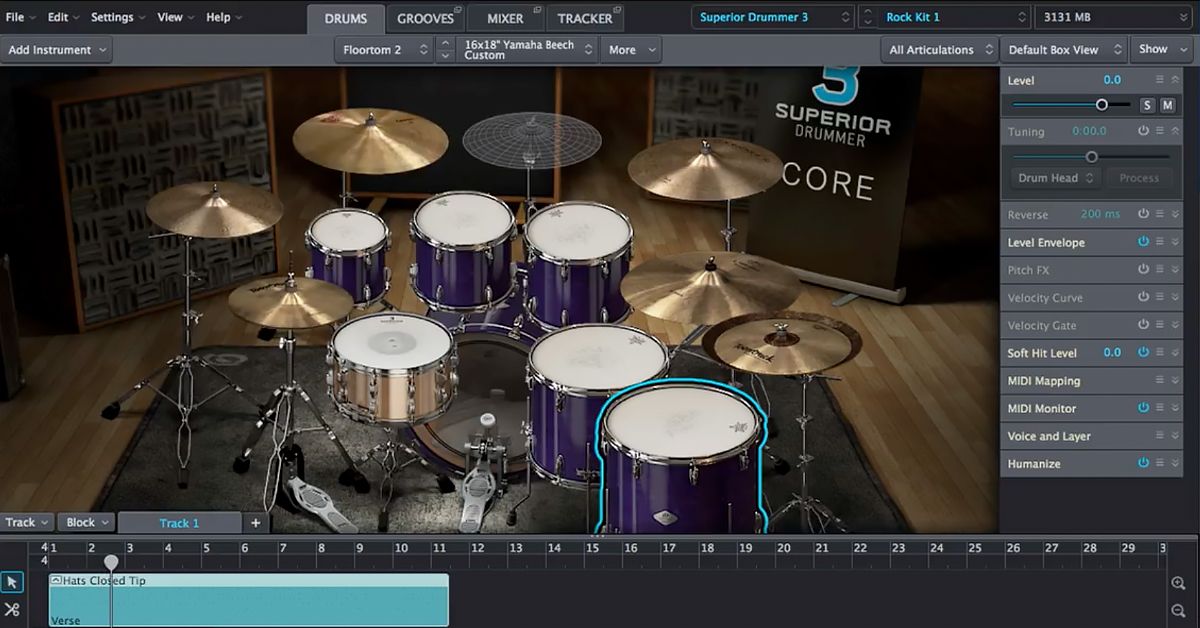 File Edit Settings View Help
DRUMS GROOVES MIXER TRACKER
Superior Drummer 3 Rock Kit 1 3131 MB
Add Instrument Floortom 2 16x18" Yamaha Beech
Custom More All Articulations Default Box View Show
Level 0.0
S M
Tuning 0:00.0
Drum Head Process
Reverse 200 ms
Level Envelope
Pitch FX
Velocity Curve
Velocity Gate
Soft Hit Level 0.0
MIDI Mapping
MIDI Monitor
Voice and Layer
Humanize
3
SUPERIOR
DRUMMER
CORE
Track Block Track 1 +
4 1 2 3 4 5 6 7 8 9 10 11 12 13 14 15 16 17 18 19 20 21 22 23 24 25 26 27 28 29 3
4
Hats Closed Tip
Verse